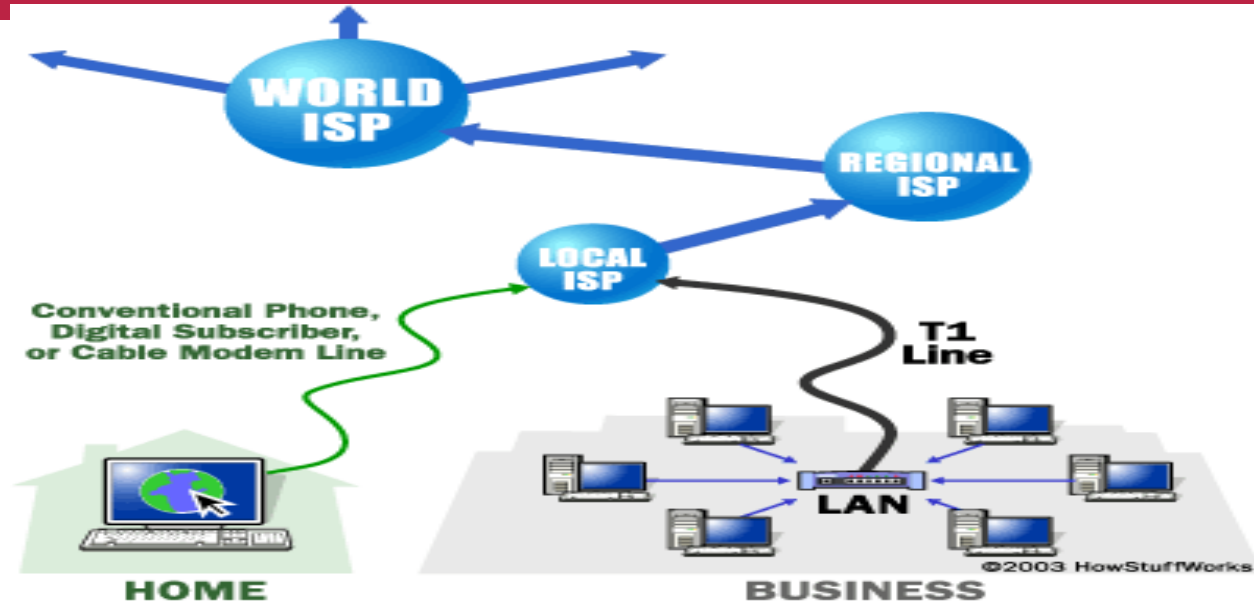 WORLD
ISP
REGIONAL
ISP
LOCAL
ISP
Conventional Phone,
Digital Subscriber,
or Cable Modem Line
T1
Line
LAN
©2003 HowStuffWorks
HOME
BUSINESS